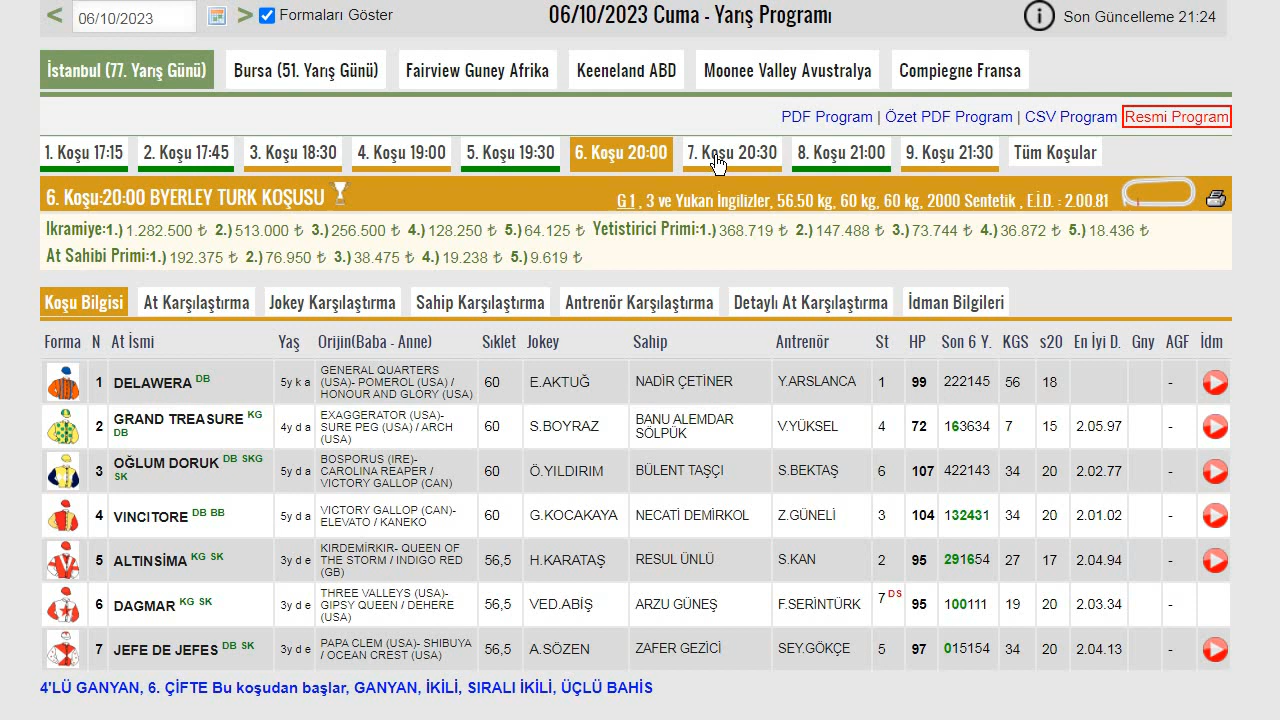 < 06/10/2023 > Formaları Göster 06/10/2023 Cuma - Yarış Programı i Son Güncelleme 21:24
İstanbul (77. Yarış Günü) Bursa (51. Yarış Günü) Fairview Guney Afrika Keeneland ABD Moonee Valley Avustralya Compiegne Fransa
PDF Program | Özet PDF Program | CSV Program Resmi Program
1. Koşu 17:15 2. Koşu 17:45 3. Koşu 18:30 4. Koşu 19:00 5. Koşu 19:30 6. Koşu 20:00 7. Koşu 20:30 8. Koşu 21:00 9. Koşu 21:30 Tüm Koşular
6. Koşu:20:00 BYERLEY TURK KOŞUSU G 1 , 3 ve Yukarı İngilizler, 56.50 kg, 60 kg, 60 kg, 2000 Sentetik , E.İ.D. : 2.00.81
Ikramiye:1.) 1.282.500 ₺ 2.) 513.000 ₺ 3.) 256.500 ₺ 4.) 128.250 ₺ 5.) 64.125 ₺ Yetistirici Primi:1.) 368.719 ₺ 2.) 147.488 ₺ 3.) 73.744 ₺ 4.) 36.872 ₺ 5.) 18.436 ₺
At Sahibi Primi:1.) 192.375 ₺ 2.) 76.950 ₺ 3.) 38.475 ₺ 4.) 19.238 ₺ 5.) 9.619 ₺
Koşu Bilgisi At Karşılaştırma Jokey Karşılaştırma Sahip Karşılaştırma Antrenör Karşılaştırma Detaylı At Karşılaştırma İdman Bilgileri
Forma N At İsmi Yaş Orijin(Baba - Anne) Sıklet Jokey Sahip Antrenör St HP Son 6 Y. KGS s20 En İyi D. Gny AGF İdm
1 DELAWERA DB 5y k a GENERAL QUARTERS (USA)- POMEROL (USA) / HONOUR AND GLORY (USA) 60 E.AKTUĞ NADİR ÇETİNER Y.ARSLANCA 1 99 222145 56 18 -
2 GRAND TREASURE KG DB 4y d a EXAGGERATOR (USA)- SURE PEG (USA) / ARCH (USA) 60 S.BOYRAZ BANU ALEMDAR SÖLPÜK V.YÜKSEL 4 72 163634 7 15 2.05.97 -
3 OĞLUM DORUK DB SKG SK 5y d a BOSPORUS (IRE)- CAROLINA REAPER / VICTORY GALLOP (CAN) 60 Ö.YILDIRIM BÜLENT TAŞÇI S.BEKTAŞ 6 107 422143 34 20 2.02.77 -
4 VINCITORE DB BB 5y d a VICTORY GALLOP (CAN)- ELEVATO / KANEKO 60 G.KOCAKAYA NECATİ DEMİRKOL Z.GÜNELİ 3 104 132431 34 20 2.01.02 -
5 ALTINSİMA KG SK 3y d e KIRDEMİRKIR- QUEEN OF THE STORM / INDIGO RED (GB) 56,5 H.KARATAŞ RESUL ÜNLÜ S.KAN 2 95 291654 27 17 2.04.94 -
6 DAGMAR KG SK 3y d e THREE VALLEYS (USA)- GIPSY QUEEN / DEHERE (USA) 56,5 VED.ABİŞ ARZU GÜNEŞ F.SERİNTÜRK 7 DS 95 100111 19 20 2.03.34 -
7 JEFE DE JEFES DB SK 3y d e PAPA CLEM (USA)- SHIBUYA / OCEAN CREST (USA) 56,5 A.SÖZEN ZAFER GEZİCİ SEY.GÖKÇE 5 97 015154 34 20 2.04.13 -
4'LÜ GANYAN, 6. ÇİFTE Bu koşudan başlar, GANYAN, İKİLİ, SIRALI İKİLİ, ÜÇLÜ BAHİS